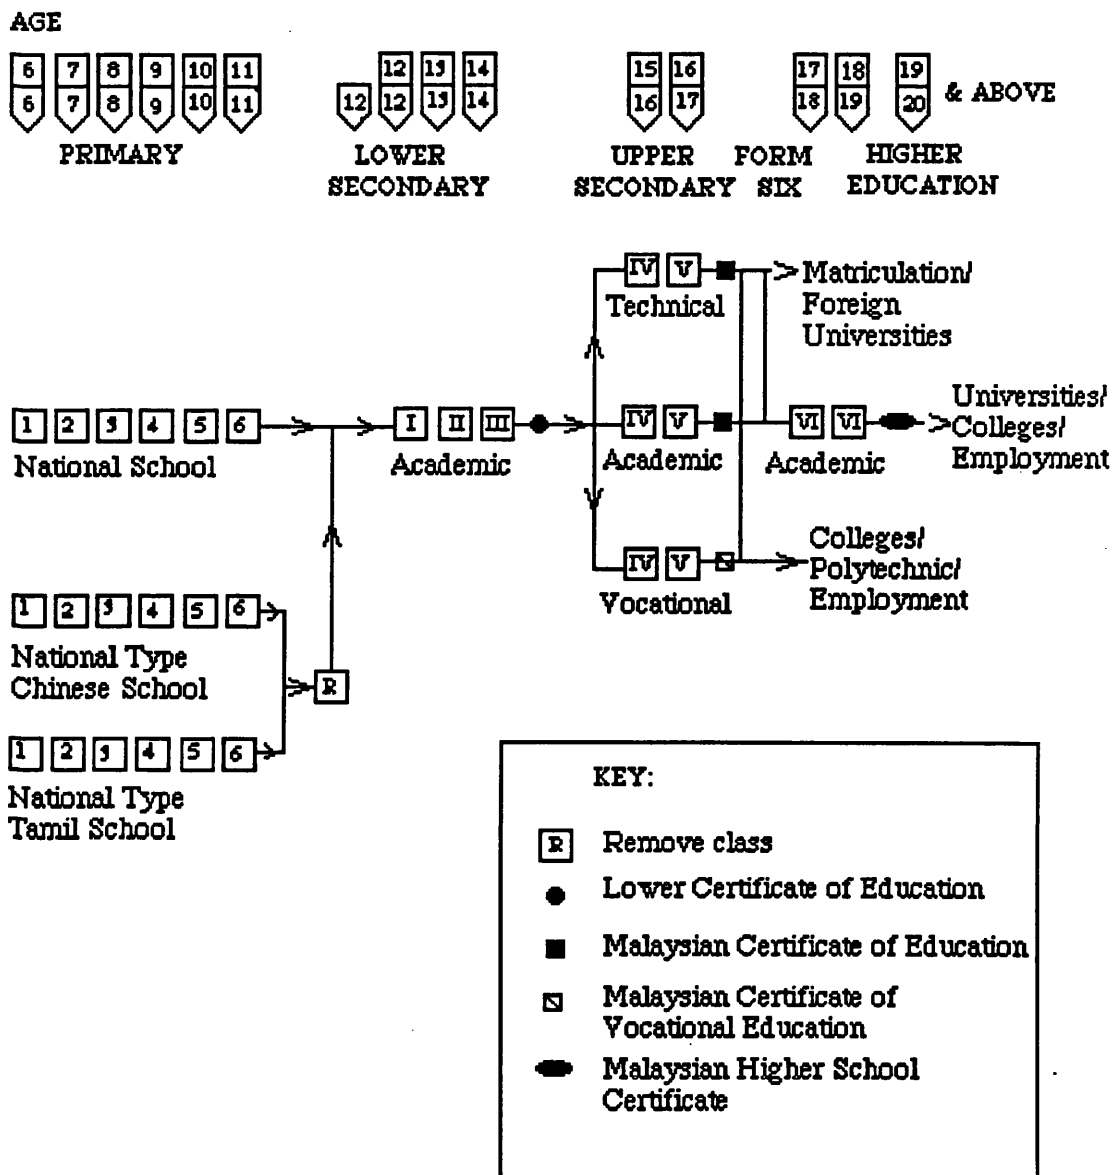 AGE
6 7 8 9 10 11 12 13 14 15 16 17 18 19
6 7 8 9 10 11 12 12 13 14 16 17 18 19 20 & ABOVE
PRIMARY LOWER UPPER FORM HIGHER
SECONDARY SECONDARY SIX EDUCATION
IV V Matriculation/
Technical Foreign
Universities
1 2 3 4 5 6 I II III IV V VI VI Universities/
Colleges/
Employment
National School Academic Academic Academic
IV V Colleges/
Polytechnic/
Employment
Vocational
1 2 3 4 5 6
National Type
Chinese School
R
1 2 3 4 5 6
National Type
Tamil School
KEY:
R Remove class
Lower Certificate of Education
Malaysian Certificate of Education
Malaysian Certificate of
Vocational Education
Malaysian Higher School
Certificate